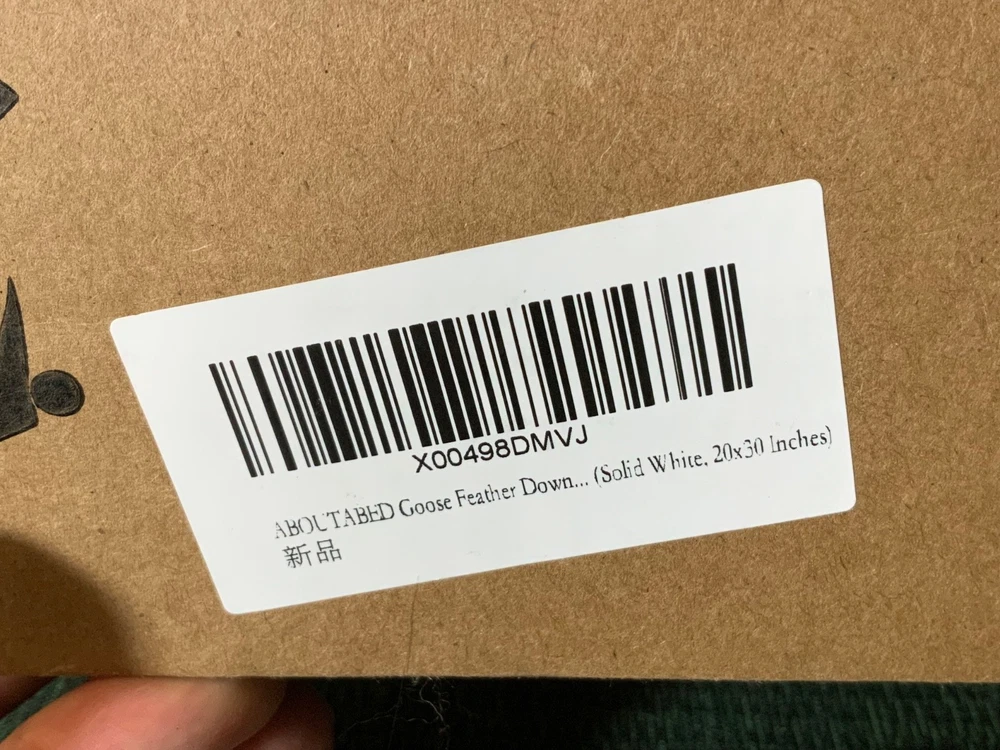 X00498DMVJ
ABOUTABED Goose Feather Down... (Solid White, 20x30 Inches)
新品